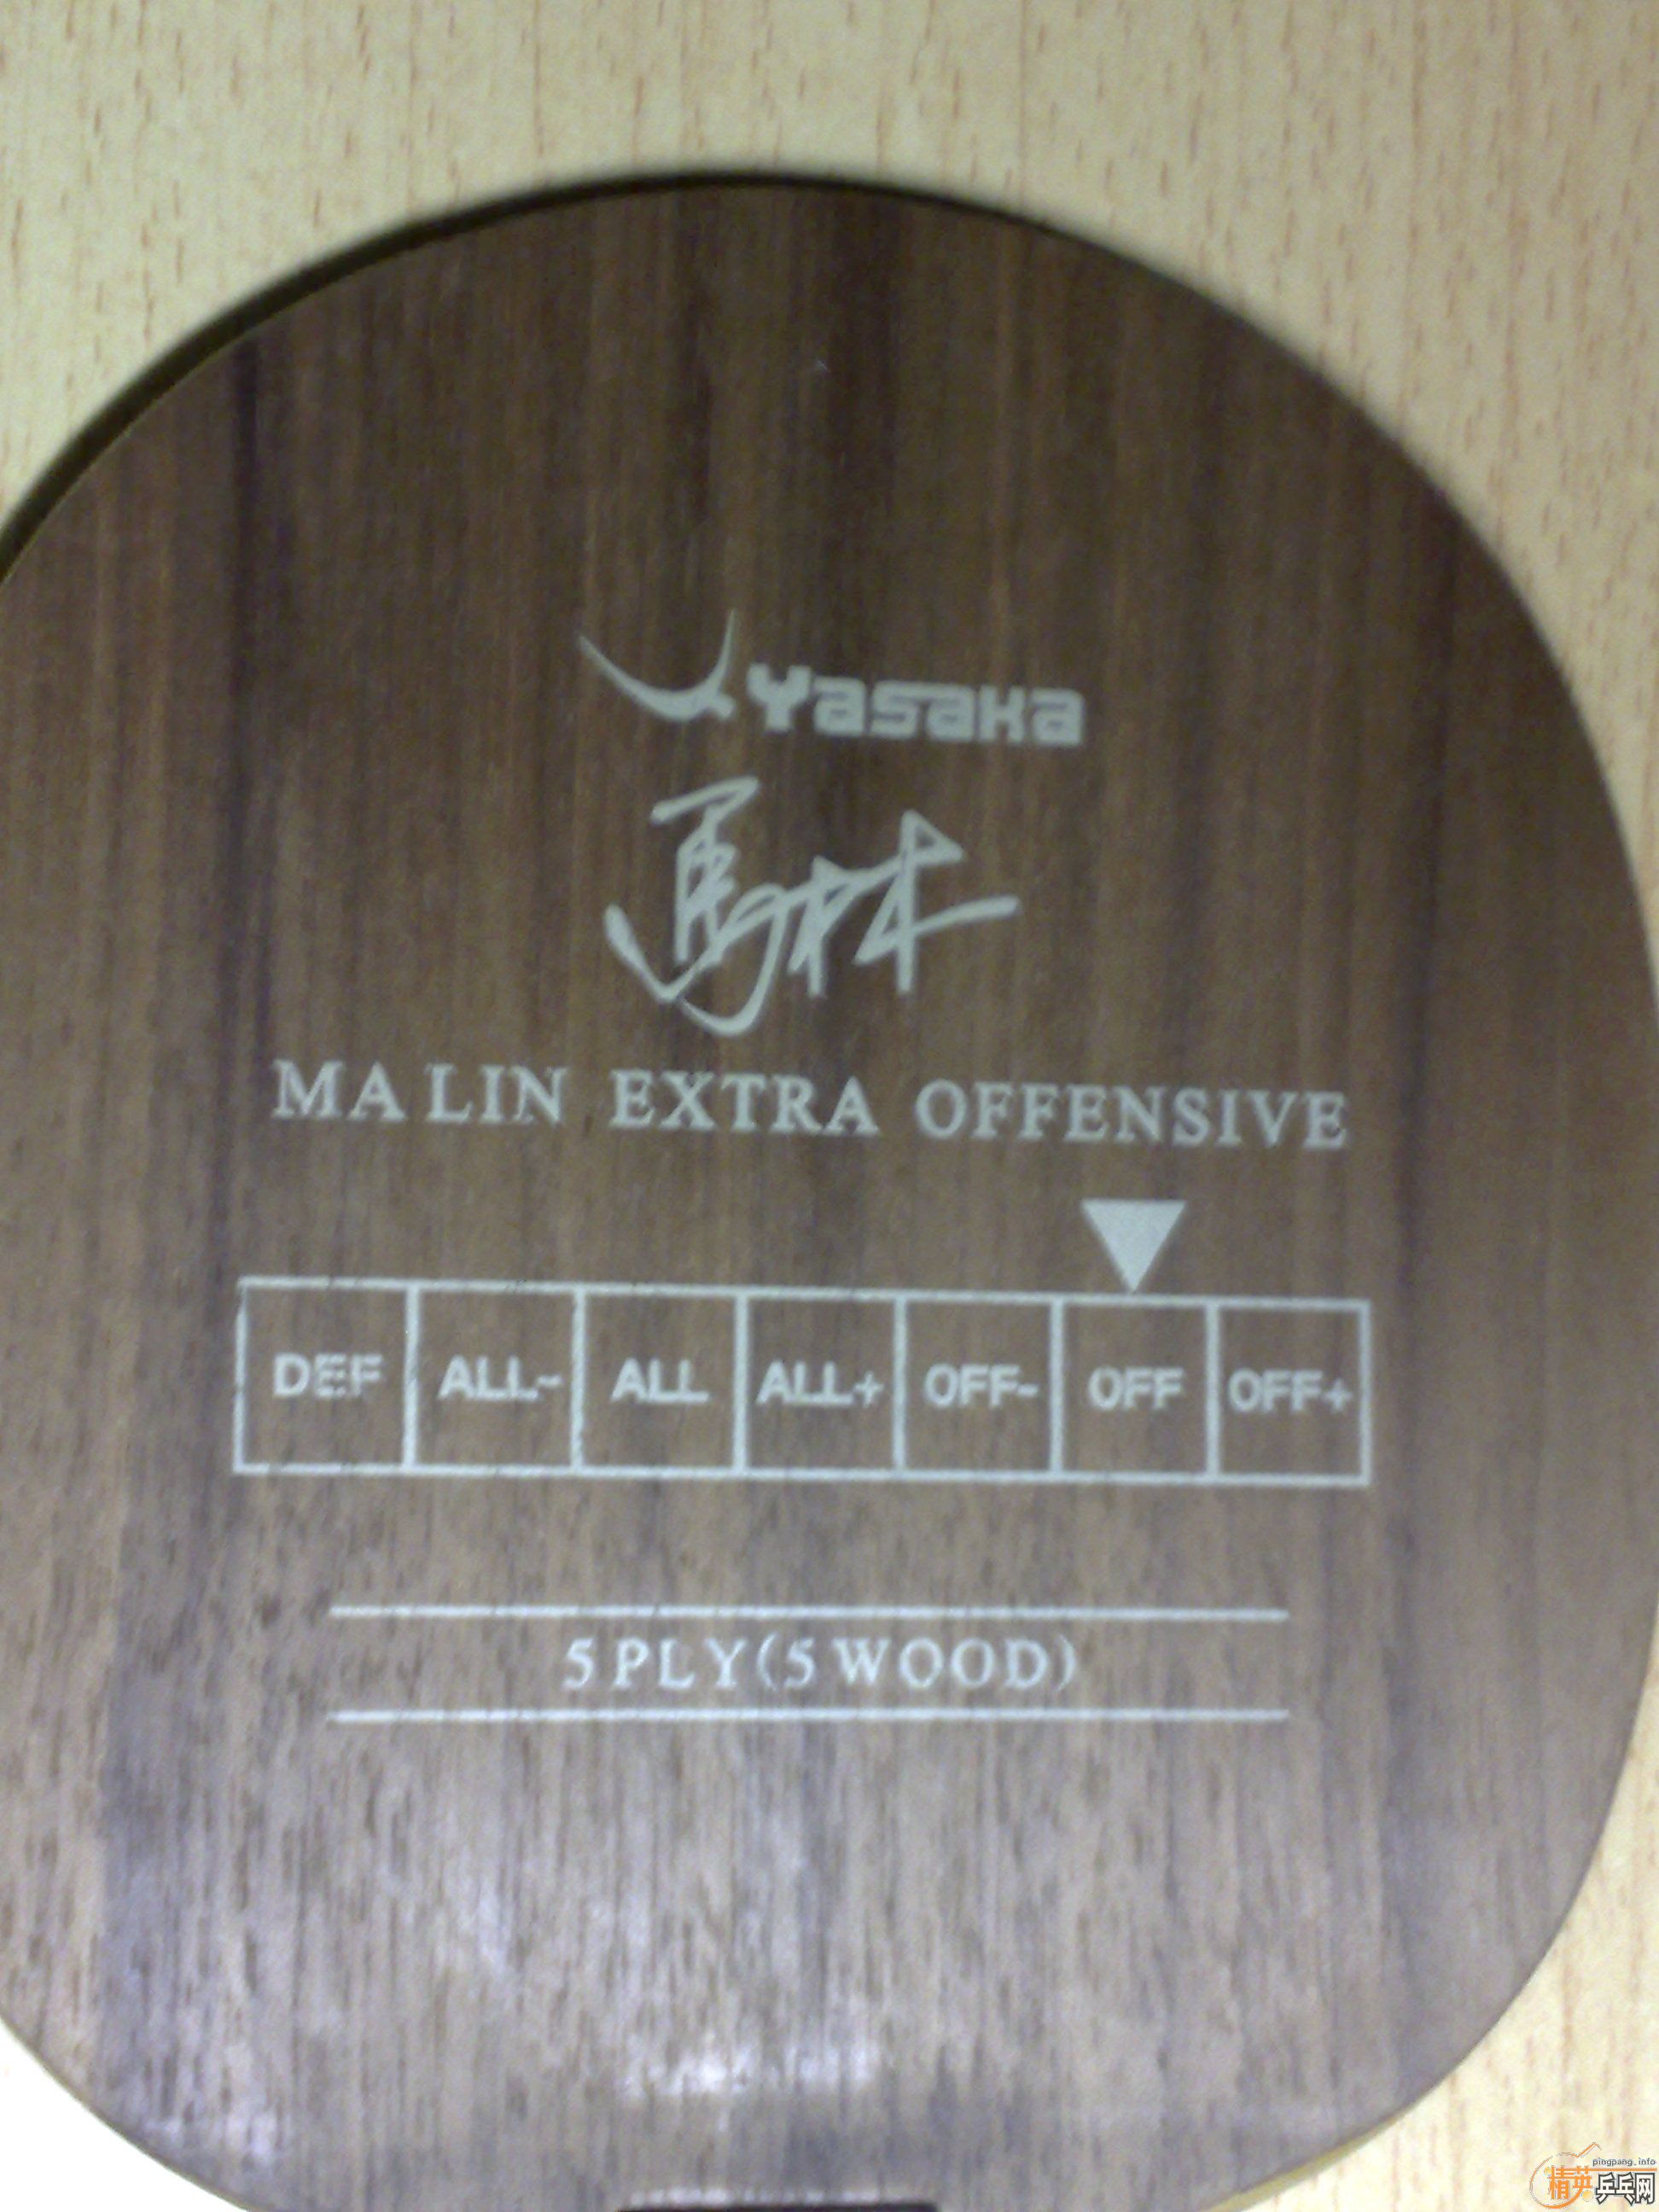 Yasaka
馬林
MA LIN EXTRA OFFENSIVE
DEF ALL- ALL ALL+ OFF- OFF OFF+
5 PLY(5 WOOD)
pingpang.info
精英乒乓网